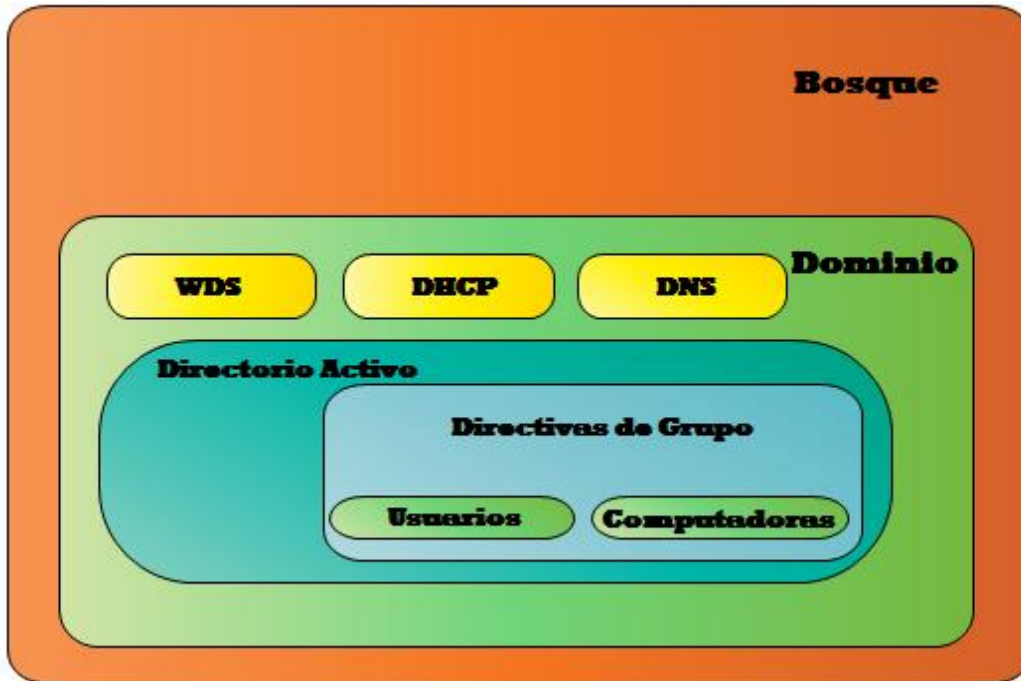 Bosque
Dominio
WDS
DHCP
DNS
Directorio Activo
Directivas de Grupo
Usuarios
Computadoras